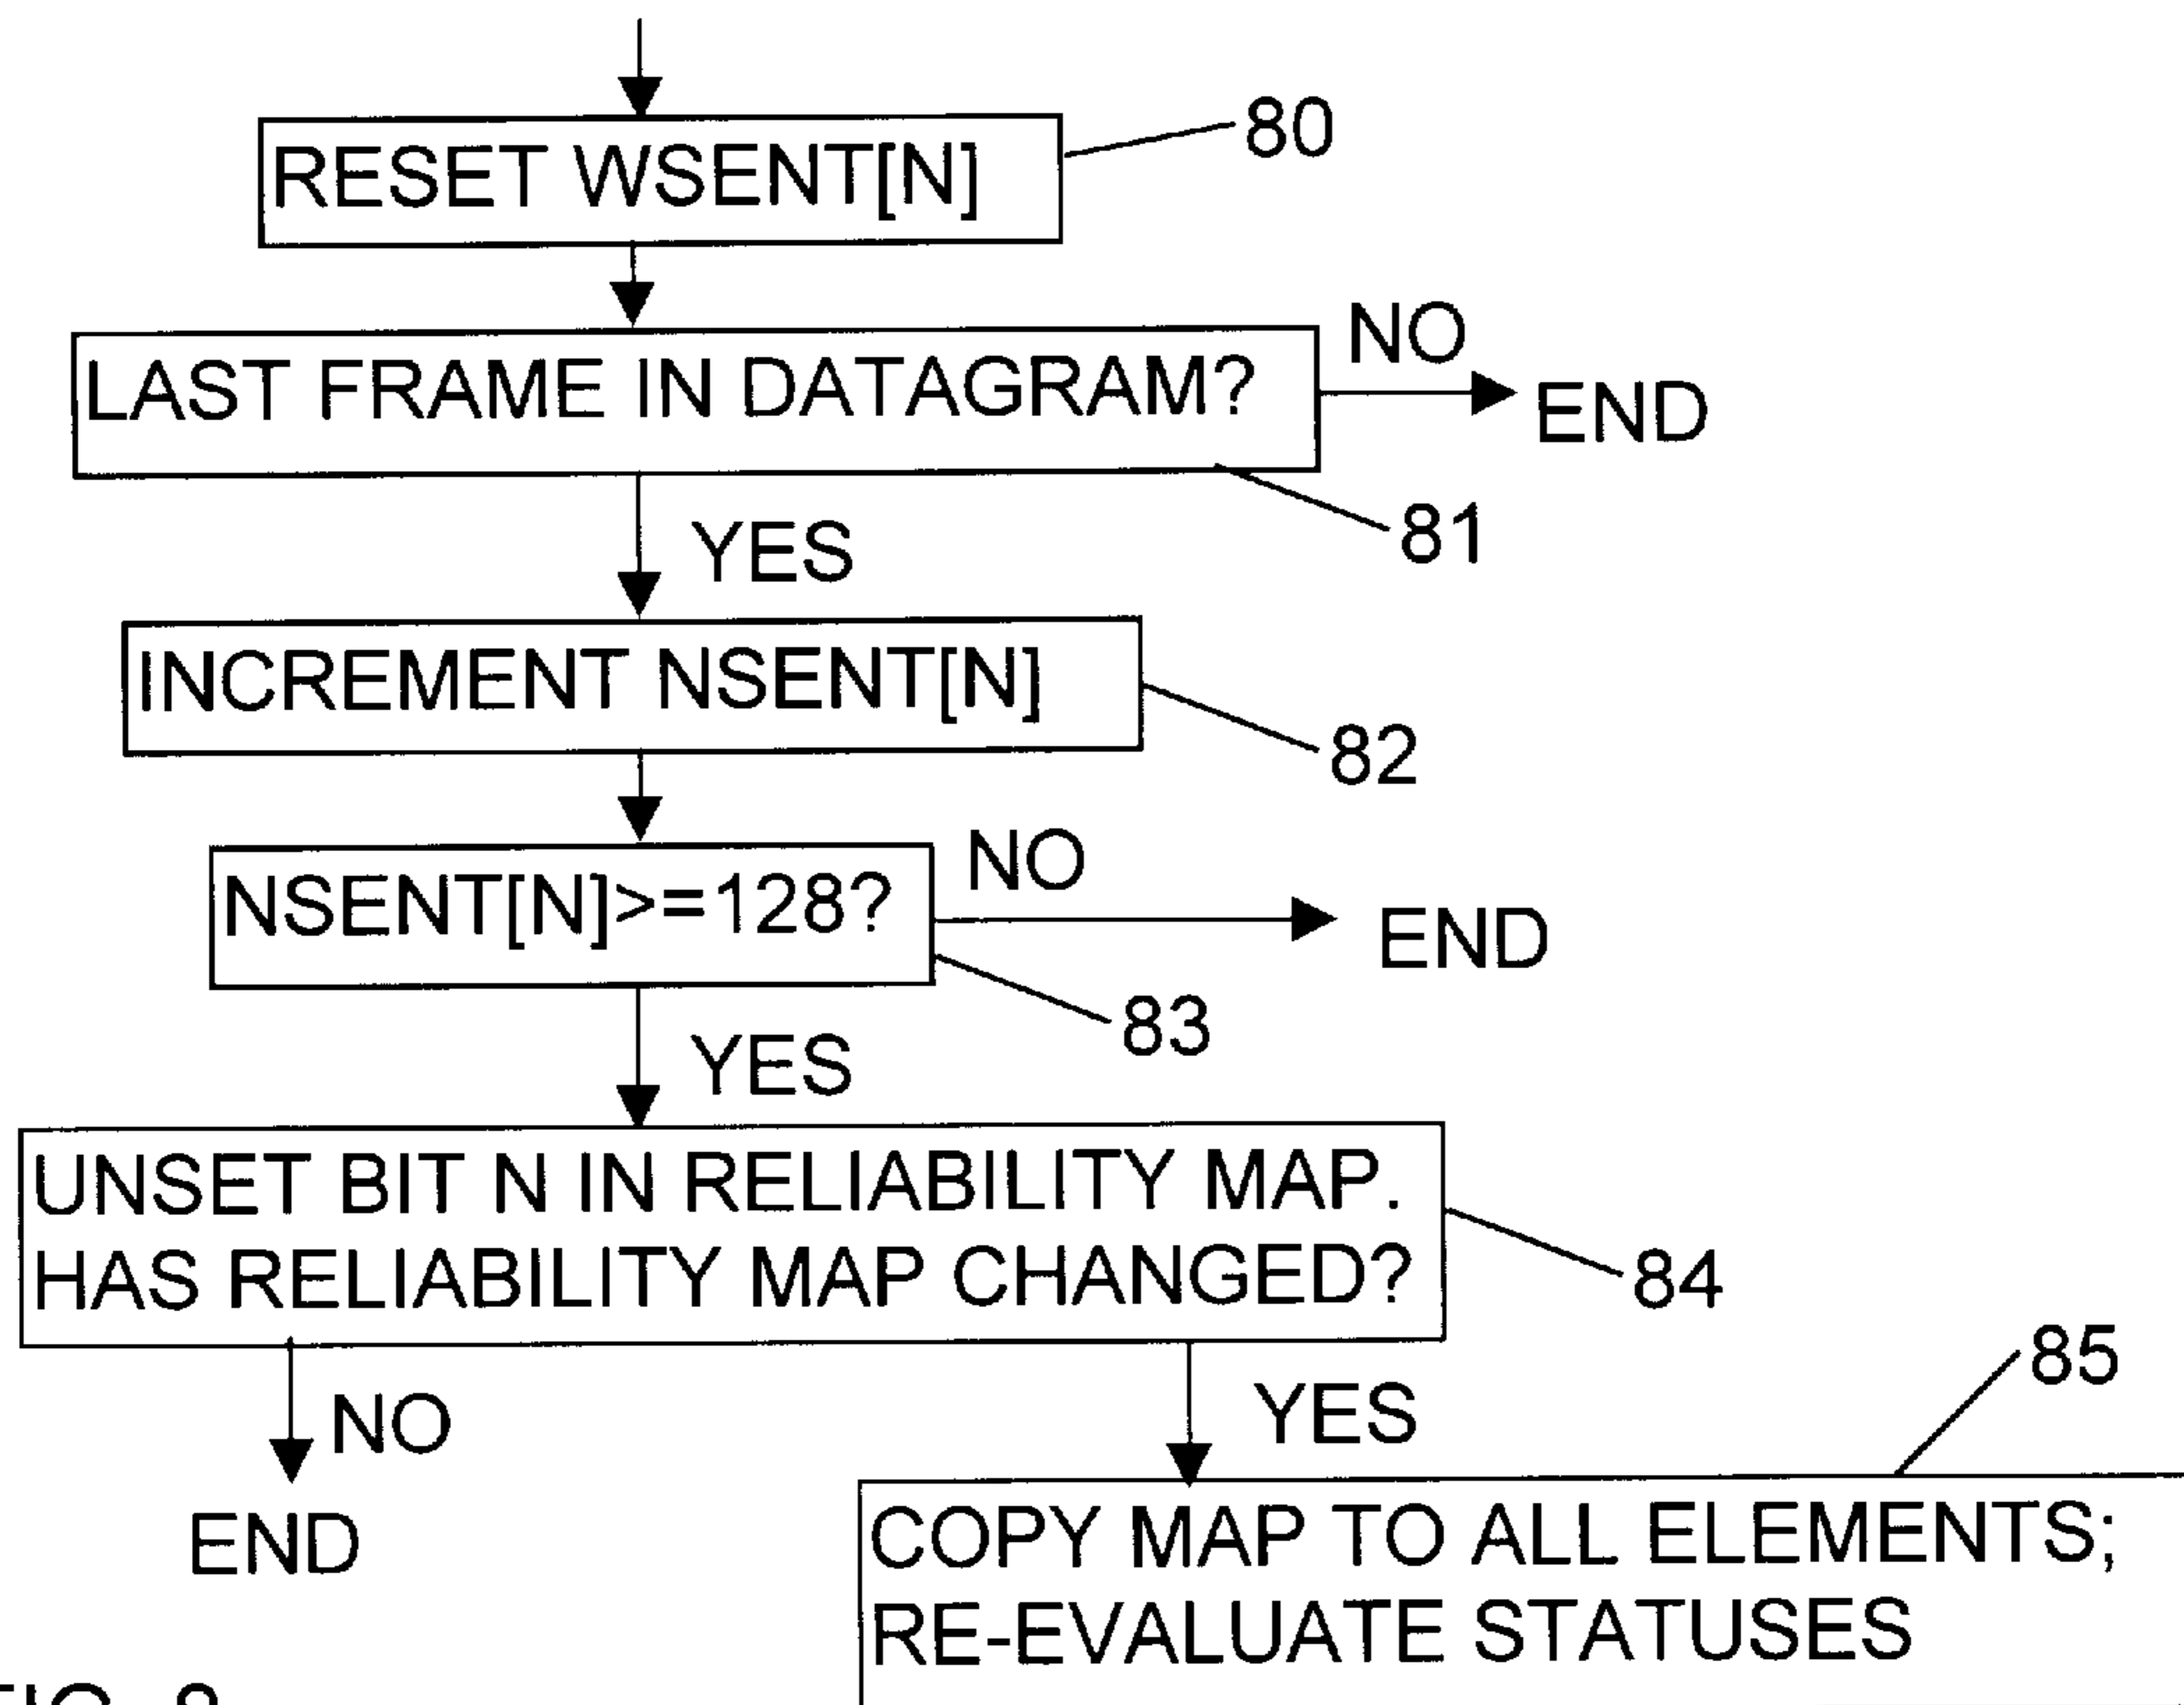 RESET WSENT[N]
80
LAST FRAME IN DATAGRAM?
NO
END
81
YES
INCREMENT NSENT[N]
82
NSENT[N]>=128?
NO
END
83
YES
UNSET BIT N IN RELIABILITY MAP.
HAS RELIABILITY MAP CHANGED?
84
NO
END
YES
85
COPY MAP TO ALL ELEMENTS;
RE-EVALUATE STATUSES